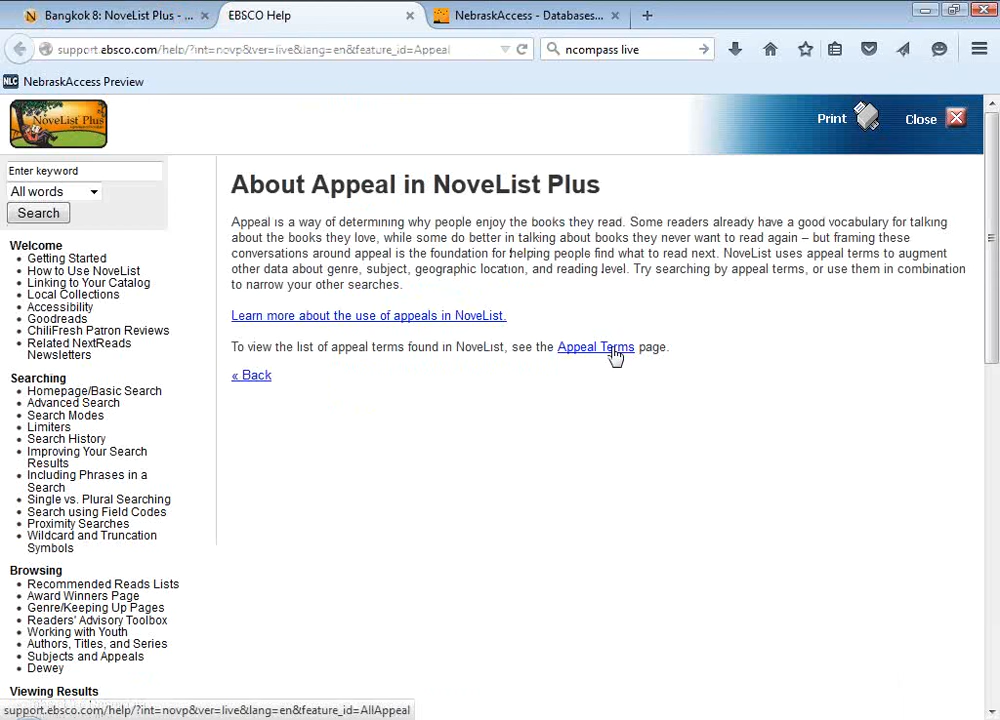 Bangkok 8: NoveList Plus - ...
EBSCO Help
NebraskAccess - Databases...
support.ebsco.com/help/?int=novp&ver=live&lang=en&feature_id=Appeal
ncompass live
NLC
NebraskAccess Preview
NoveList Plus
Print
Close
Enter keyword
All words
Search
About Appeal in NoveList Plus
Appeal is a way of determining why people enjoy the books they read. Some readers already have a good vocabulary for talking
about the books they love, while some do better in talking about books they never want to read again – but framing these
conversations around appeal is the foundation for helping people find what to read next. NoveList uses appeal terms to augment
other data about genre, subject, geographic location, and reading level. Try searching by appeal terms, or use them in combination
to narrow your other searches.
Learn more about the use of appeals in NoveList.
To view the list of appeal terms found in NoveList, see the Appeal Terms page.
« Back
Welcome
Getting Started
How to Use NoveList
Linking to Your Catalog
Local Collections
Accessibility
Goodreads
ChiliFresh Patron Reviews
Related NextReads
Newsletters
Searching
Homepage/Basic Search
Advanced Search
Search Modes
Limiters
Search History
Improving Your Search
Results
Including Phrases in a
Search
Single vs. Plural Searching
Search using Field Codes
Proximity Searches
Wildcard and Truncation
Symbols
Browsing
Recommended Reads Lists
Award Winners Page
Genre/Keeping Up Pages
Readers' Advisory Toolbox
Working with Youth
Authors, Titles, and Series
Subjects and Appeals
Dewey
Viewing Results
support.ebsco.com/help/?int=novp&ver=live&lang=en&feature_id=AllAppeal